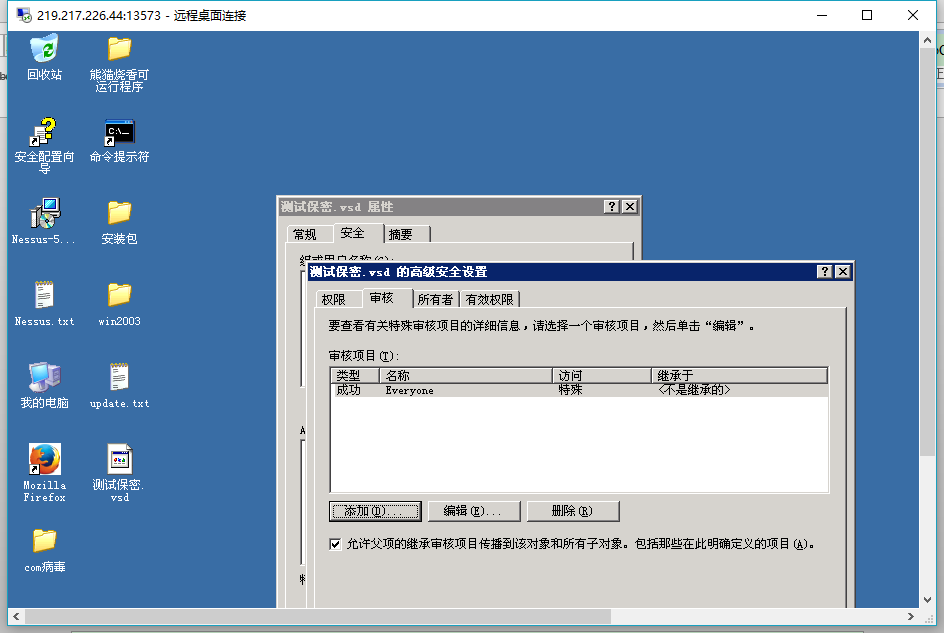 219.217.226.44:13573 - 远程桌面连接
回收站
熊猫烧香可
运行程序
安全配置向
导
命令提示符
Nessus-5...
安装包
Nessus.txt
win2003
我的电脑
update.txt
Mozilla
Firefox
测试保密.
vsd
com病毒
测试保密.vsd 属性
常规
安全
摘要
组或用户名称(G):
测试保密.vsd 的高级安全设置
权限
审核
所有者
有效权限
要查看有关特殊审核项目的详细信息，请选择一个审核项目，然后单击“编辑”。
审核项目(T):
类型 名称 访问 继承于
成功 Everyone 特殊 <不是继承的>
添加(D)... 编辑(E)... 删除(R)
允许父项的继承审核项目传播到该对象和所有子对象。包括那些在此明确定义的项目(A)。